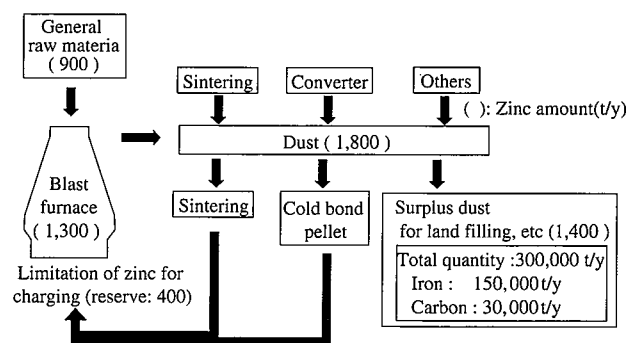 General
raw materia
( 900 )
Sintering
Converter
Others
( ): Zinc amount(t/y)
Dust ( 1,800 )
Blast
furnace
( 1,300 )
Sintering
Cold bond
pellet
Surplus dust
for land filling, etc (1,400 )
Total quantity :300,000 t/y
Iron : 150,000t/y
Carbon : 30,000t/y
Limitation of zinc for
charging (reserve: 400)